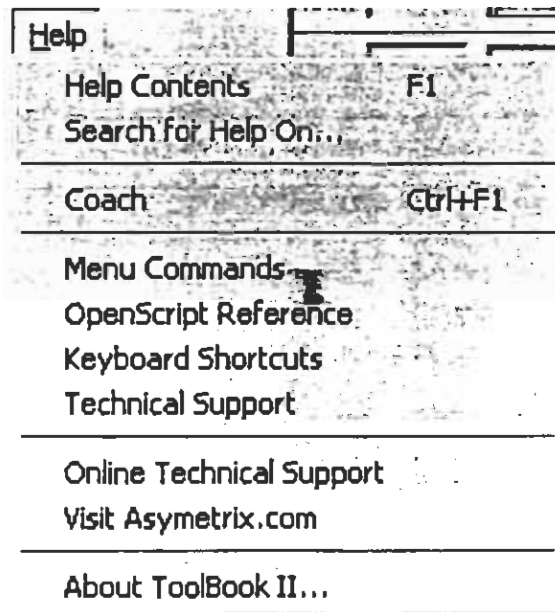 Help
Help Contents F1
Search for Help On...
Coach Ctrl+F1
Menu Commands
OpenScript Reference
Keyboard Shortcuts
Technical Support
Online Technical Support
Visit Asymetrix.com
About ToolBook II...